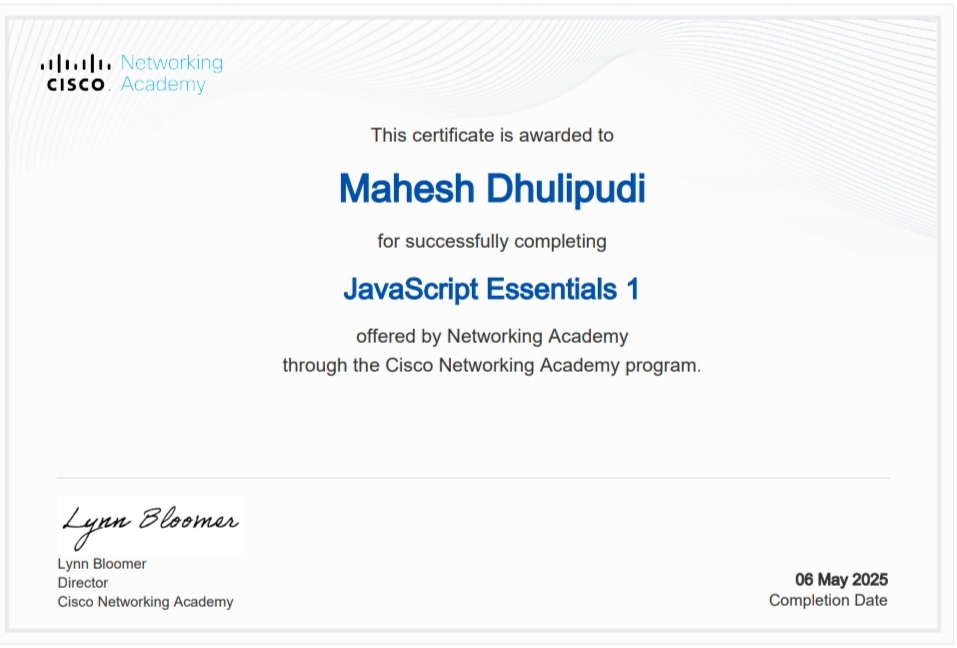 Networking
CISCO Academy
This certificate is awarded to
Mahesh Dhulipudi
for successfully completing
JavaScript Essentials 1
offered by Networking Academy
through the Cisco Networking Academy program.
Lynn Bloomer
Lynn Bloomer
Director
Cisco Networking Academy
06 May 2025
Completion Date